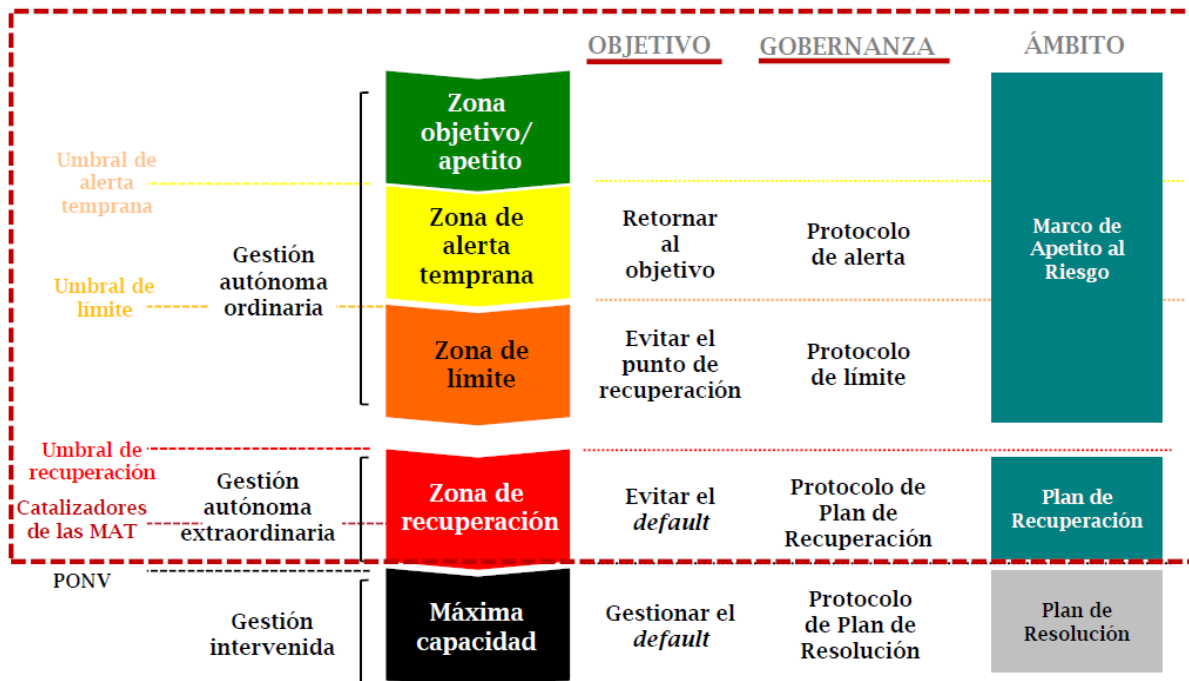 OBJETIVO
GOBERNANZA
ÁMBITO
Zona
objetivo/
apetito
Umbral de
alerta
temprana
Zona de
alerta
temprana
Retornar
al
objetivo
Protocolo
de alerta
Marco de
Apetito al
Riesgo
Gestión
autónoma
ordinaria
Umbral de
límite
Zona de
límite
Evitar el
punto de
recuperación
Protocolo
de límite
Umbral de
recuperación
Catalizadores
de las MAT
Gestión
autónoma
extraordinaria
Zona de
recuperación
Evitar el
default
Protocolo de
Plan de
Recuperación
Plan de
Recuperación
PONV
Gestión
intervenida
Máxima
capacidad
Gestionar el
default
Protocolo
de Plan de
Resolución
Plan de
Resolución